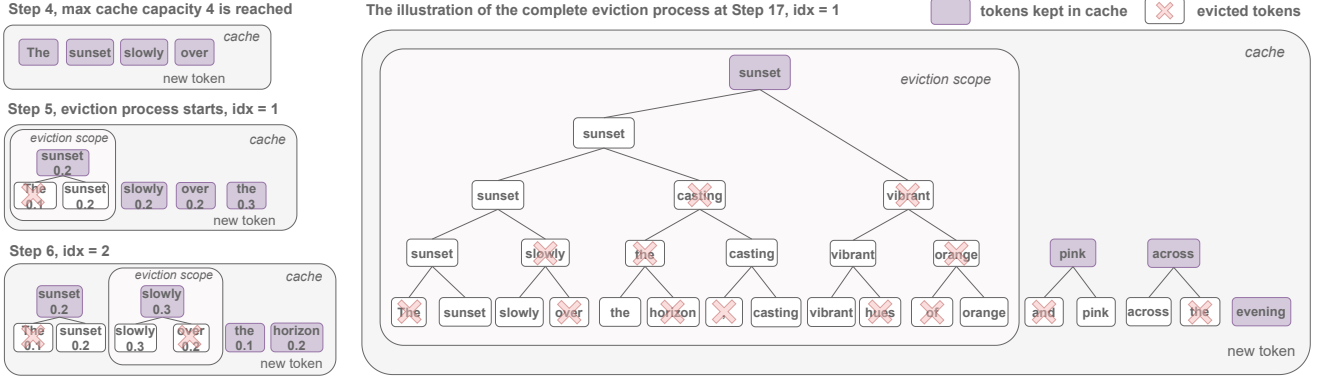 Step 4, max cache capacity 4 is reached
cache
The sunset slowly over
new token
Step 5, eviction process starts, idx = 1
eviction scope
cache
sunset
0.2
The sunset slowly over the
0.1 0.2 0.2 0.2 0.3
new token
Step 6, idx = 2
eviction scope
cache
sunset slowly
0.2 0.3
The sunset slowly over the horizon
0.1 0.2 0.3 0.2 0.1 0.2
new token
The illustration of the complete eviction process at Step 17, idx = 1
tokens kept in cache
evicted tokens
cache
eviction scope
sunset
sunset
sunset casting vibrant
sunset slowly the casting vibrant orange pink across
The sunset slowly over the horizon , casting vibrant hues of orange and pink across the evening
new token